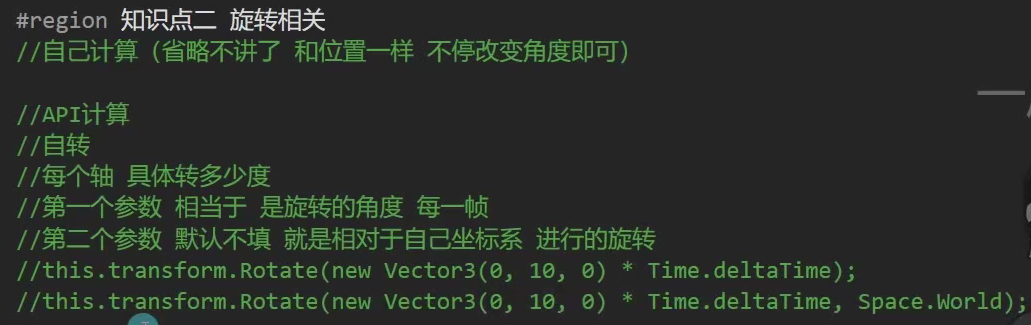 #region 知识点二 旋转相关
//自己计算（省略不讲了 和位置一样 不停改变角度即可）
//API计算
//自转
//每个轴 具体转多少度
//第一个参数 相当于 是旋转的角度 每一帧
//第二个参数 默认不填 就是相对于自己坐标系 进行的旋转
//this.transform.Rotate(new Vector3(0, 10, 0) * Time.deltaTime);
//this.transform.Rotate(new Vector3(0, 10, 0) * Time.deltaTime, Space.World);